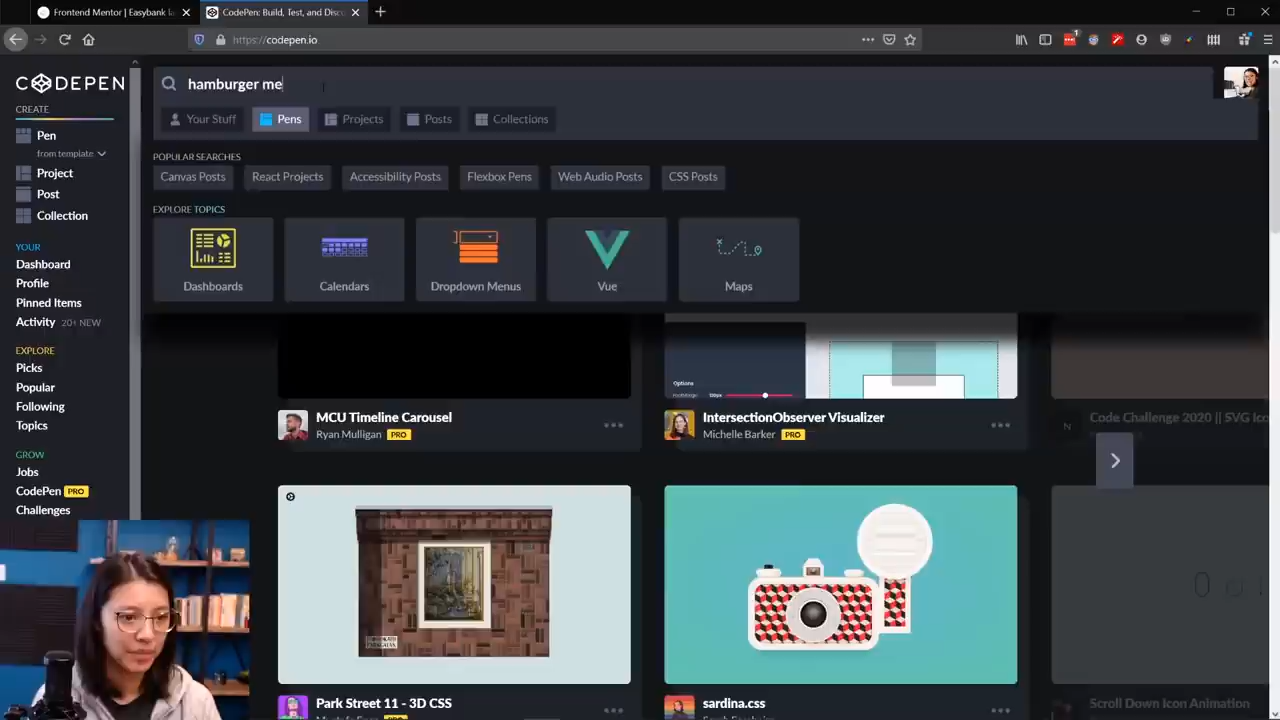 Frontend Mentor | Easybank la
CodePen: Build, Test, and Disco
https://codepen.io
CODEPEN
hamburger me
Your Stuff
Pens
Projects
Posts
Collections
CREATE
Pen
from template
Project
Post
Collection
YOUR
Dashboard
Profile
Pinned Items
Activity 20+ NEW
EXPLORE
Picks
Popular
Following
Topics
GROW
Jobs
CodePen PRO
Challenges
POPULAR SEARCHES
Canvas Posts
React Projects
Accessibility Posts
Flexbox Pens
Web Audio Posts
CSS Posts
EXPLORE TOPICS
Dashboards
Calendars
Dropdown Menus
Vue
Maps
Options
MCU Timeline Carousel
Ryan Mulligan PRO
IntersectionObserver Visualizer
Michelle Barker PRO
N
Code Challenge 2020 || SVG Ico
Park Street 11 - 3D CSS
sardina.css
Scroll Down Icon Animation